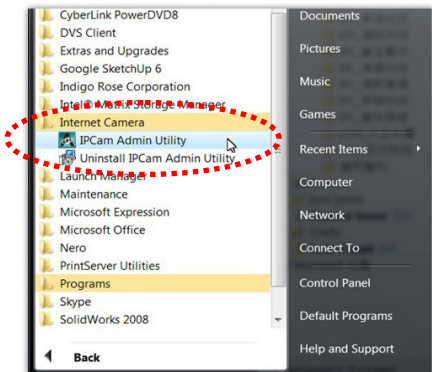 CyberLink PowerDVD8
DVS Client
Extras and Upgrades
Google SketchUp 6
Indigo Rose Corporation
Intel® Matrix Storage Manager
Internet Camera
IPCam Admin Utility
Uninstall IPCam Admin Utility
Launch Manager
Maintenance
Microsoft Expression
Microsoft Office
Nero
PrintServer Utilities
Programs
Skype
SolidWorks 2008
Back
Documents
Pictures
Music
Games
Recent Items
Computer
Network
Connect To
Control Panel
Default Programs
Help and Support